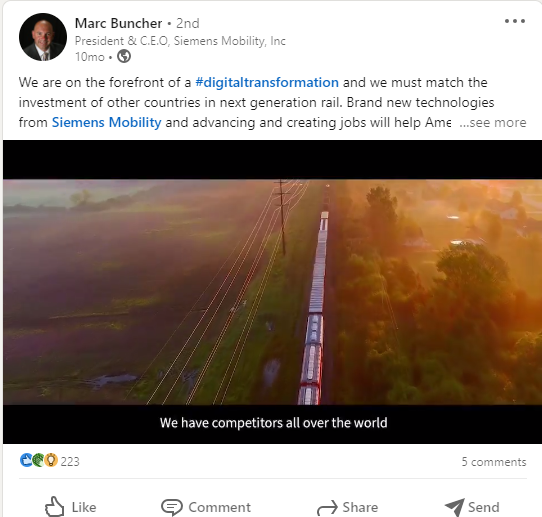 Marc Buncher • 2nd
President & C.E.O, Siemens Mobility, Inc
10mo •
We are on the forefront of a #digitaltransformation and we must match the
investment of other countries in next generation rail. Brand new technologies
from Siemens Mobility and advancing and creating jobs will help Ame ...see more
We have competitors all over the world
223
5 comments
Like
Comment
Share
Send